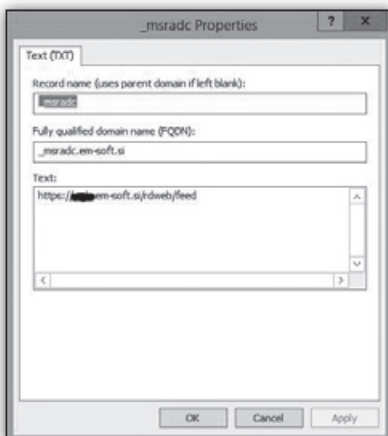 _msradc Properties
? x
Text (TXT)
Record name (uses parent domain if left blank):
_msradc
Fully qualified domain name (FQDN):
_msradc.em-soft.si
Text:
https:// em-soft.si/rdweb/feed
OK Cancel Apply